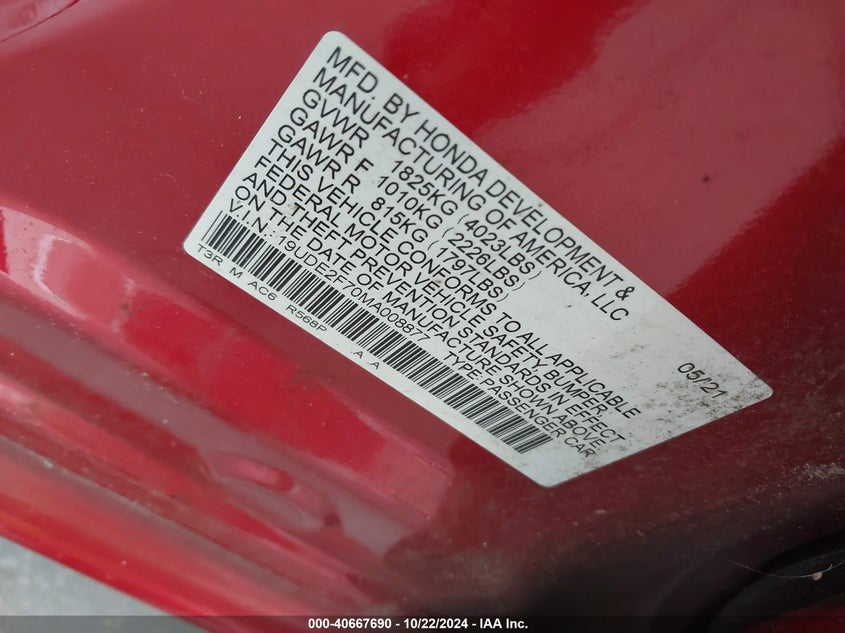 MFD. BY HONDA DEVELOPMENT &
MANUFACTURING OF AMERICA, LLC
GVWR 1825KG (4023LBS)
GAWR F 1010KG (2226LBS)
GAWR R 815KG (1797LBS)
THIS VEHICLE CONFORMS TO ALL APPLICABLE
FEDERAL MOTOR VEHICLE SAFETY BUMPER
AND THEFT PREVENTION STANDARDS IN EFFECT
ON THE DATE OF MANUFACTURE SHOWN ABOVE.
V.I.N.: 19UDE2F70MA008877 TYPE:PASSENGER CAR
05/21
T3R M AC6 R568P .A A
000-40667690 - 10/22/2024 - IAA Inc.